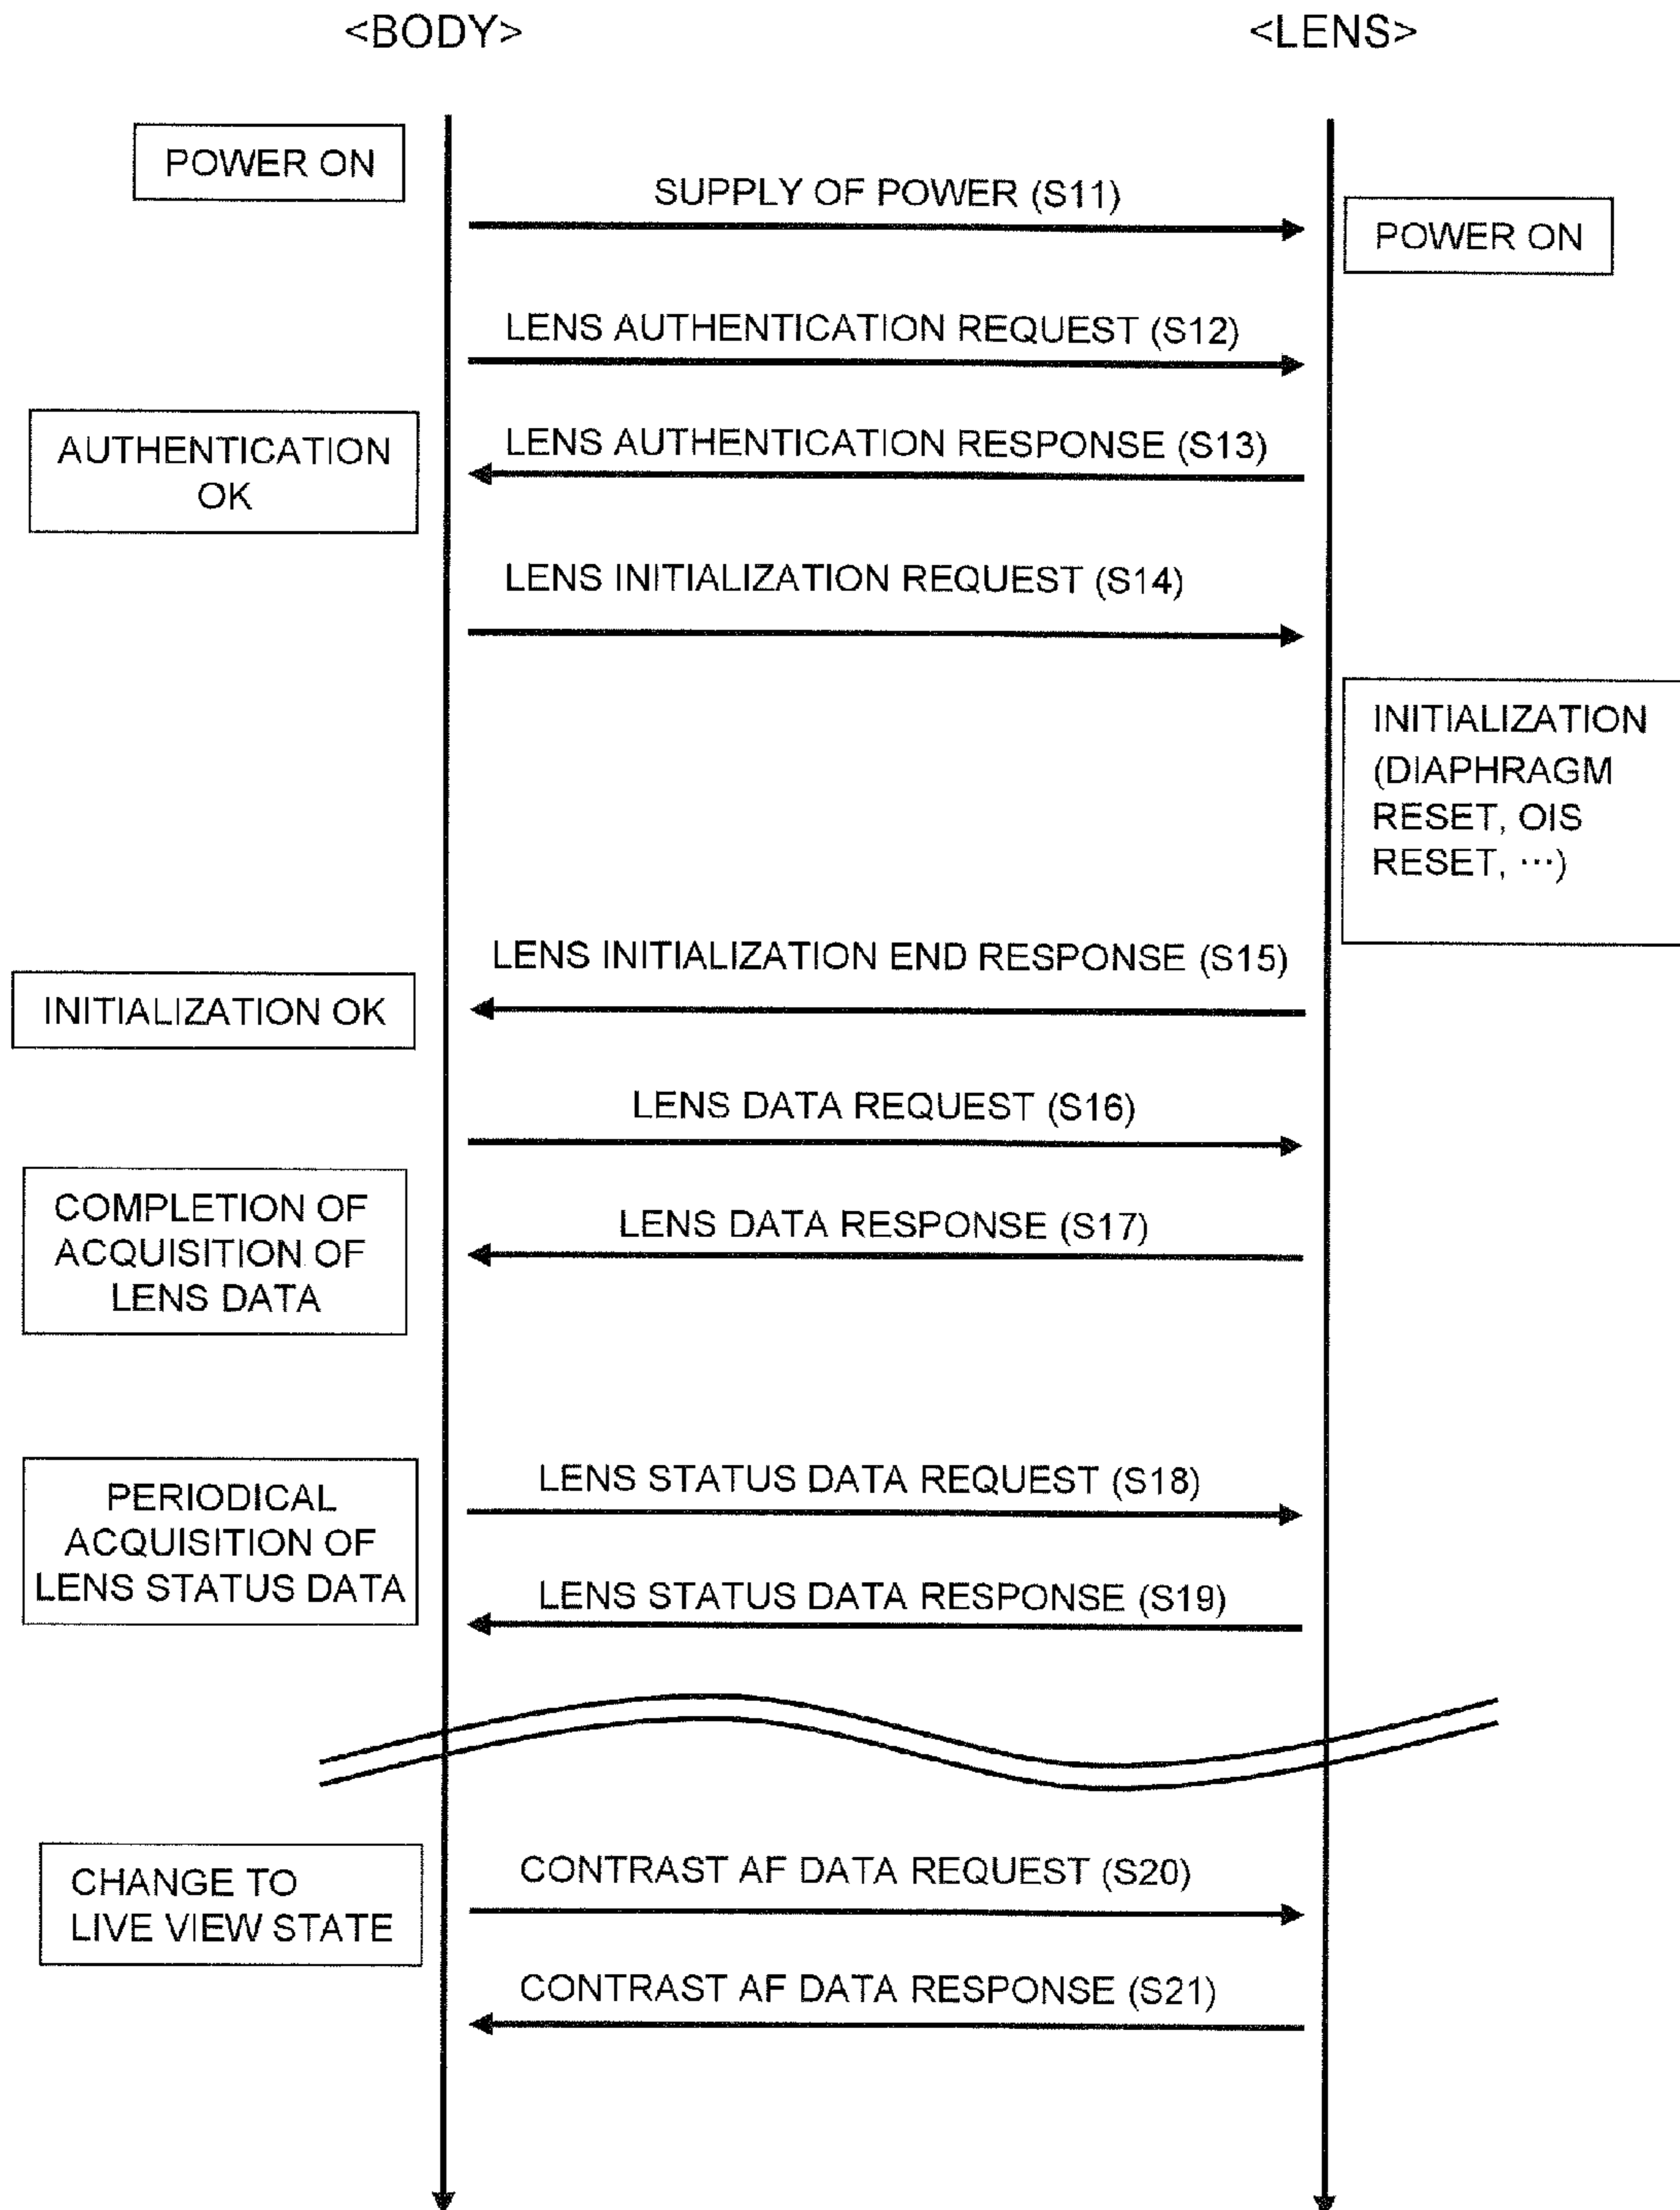 <BODY>
<LENS>
POWER ON
SUPPLY OF POWER (S11)
POWER ON
LENS AUTHENTICATION REQUEST (S12)
LENS AUTHENTICATION RESPONSE (S13)
AUTHENTICATION
OK
LENS INITIALIZATION REQUEST (S14)
INITIALIZATION
(DIAPHRAGM
RESET, OIS
RESET, ···)
LENS INITIALIZATION END RESPONSE (S15)
INITIALIZATION OK
LENS DATA REQUEST (S16)
COMPLETION OF
ACQUISITION OF
LENS DATA
LENS DATA RESPONSE (S17)
PERIODICAL
ACQUISITION OF
LENS STATUS DATA
LENS STATUS DATA REQUEST (S18)
LENS STATUS DATA RESPONSE (S19)
CHANGE TO
LIVE VIEW STATE
CONTRAST AF DATA REQUEST (S20)
CONTRAST AF DATA RESPONSE (S21)